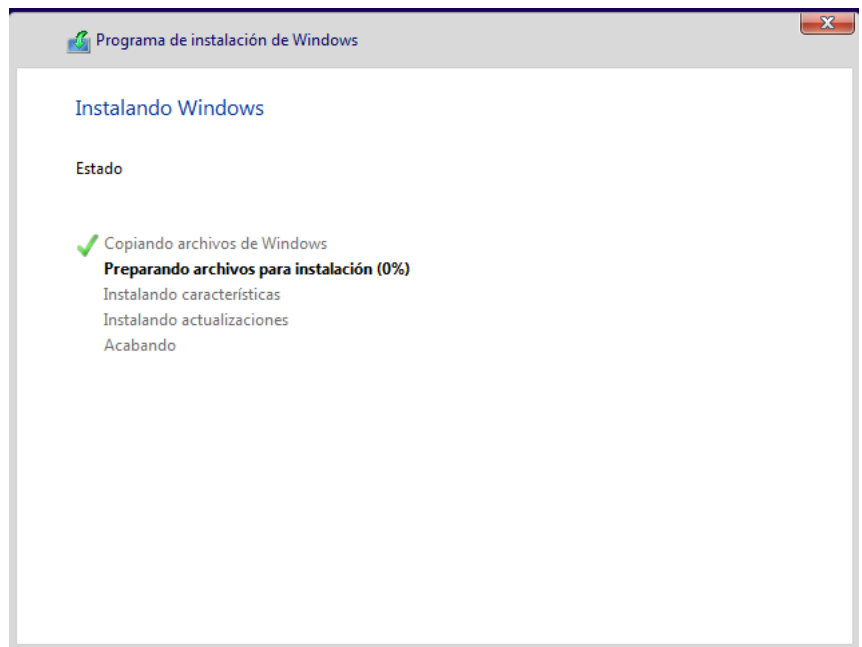 Programa de instalación de Windows
Instalando Windows
Estado
Copiando archivos de Windows
Preparando archivos para instalación (0%)
Instalando características
Instalando actualizaciones
Acabando